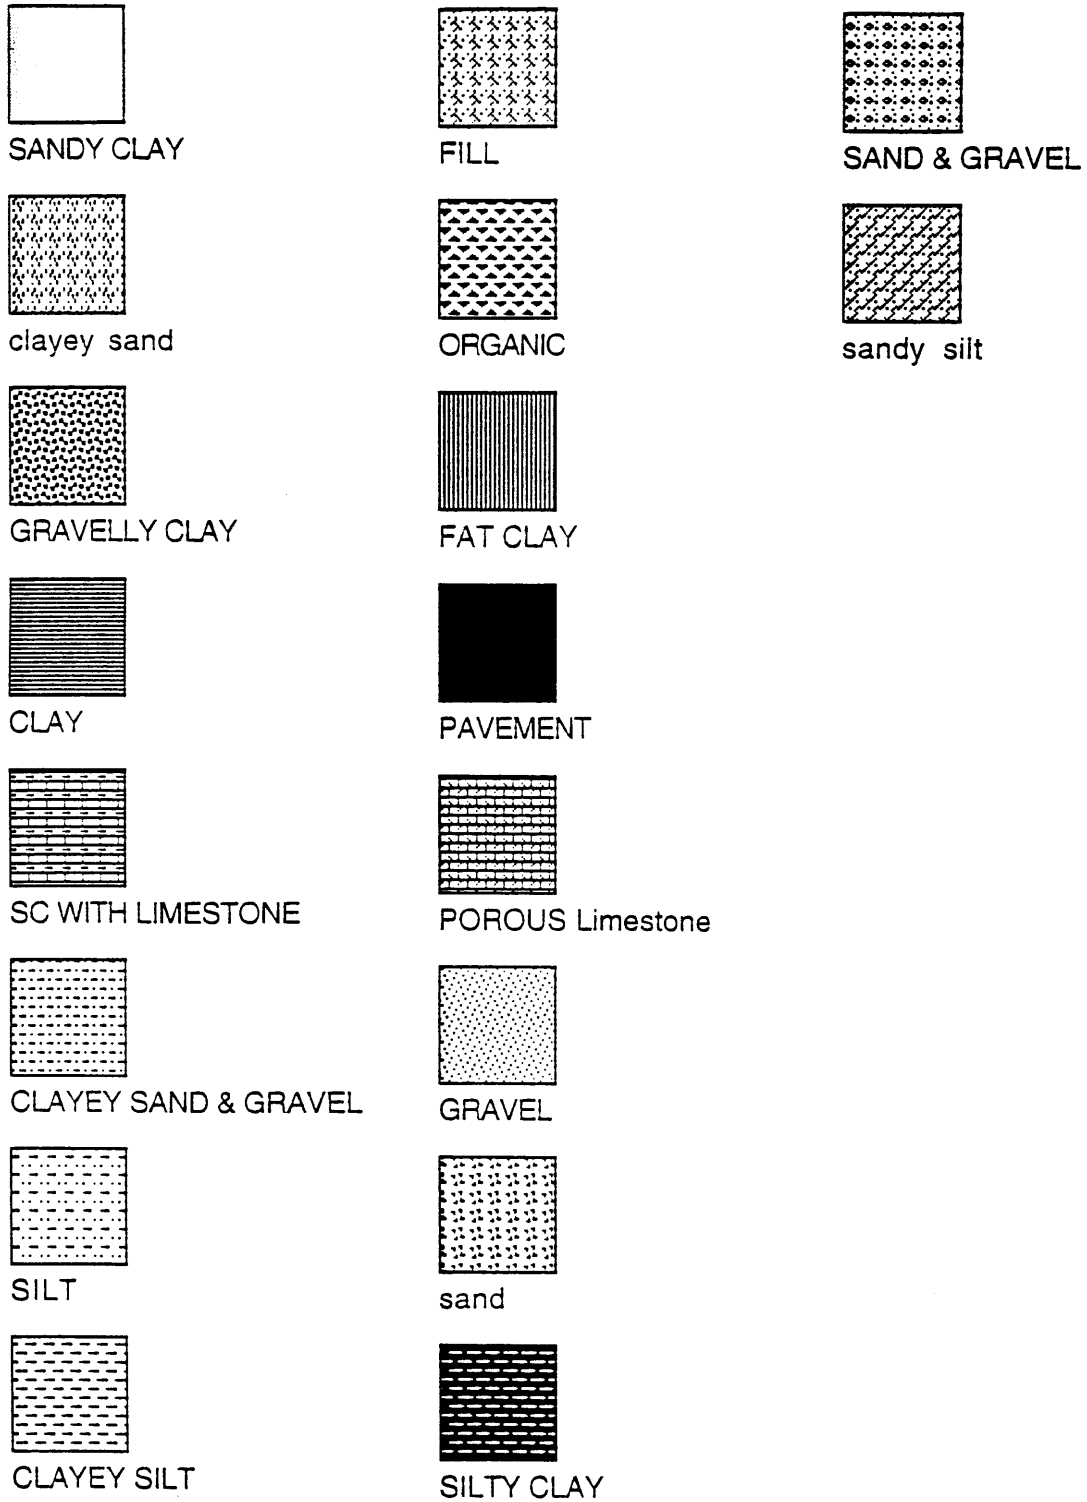 SANDY CLAY
clayey sand
GRAVELLY CLAY
CLAY
SC WITH LIMESTONE
CLAYEY SAND & GRAVEL
SILT
CLAYEY SILT
FILL
ORGANIC
FAT CLAY
PAVEMENT
POROUS Limestone
GRAVEL
sand
SILTY CLAY
SAND & GRAVEL
sandy silt